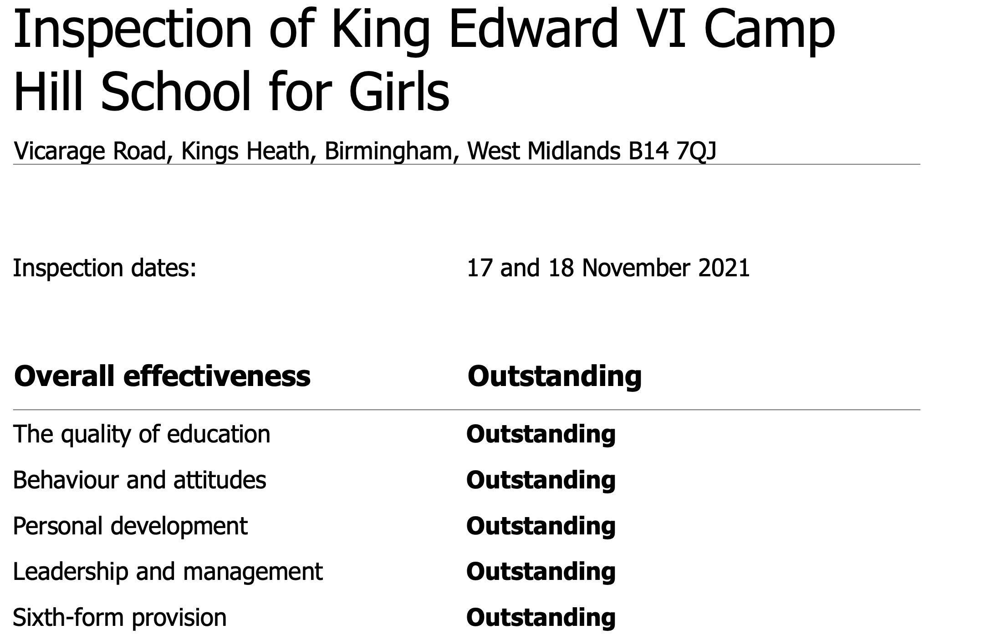 Inspection of King Edward VI Camp
Hill School for Girls
Vicarage Road, Kings Heath, Birmingham, West Midlands B14 7QJ
Inspection dates: 17 and 18 November 2021
Overall effectiveness Outstanding
The quality of education Outstanding
Behaviour and attitudes Outstanding
Personal development Outstanding
Leadership and management Outstanding
Sixth-form provision Outstanding